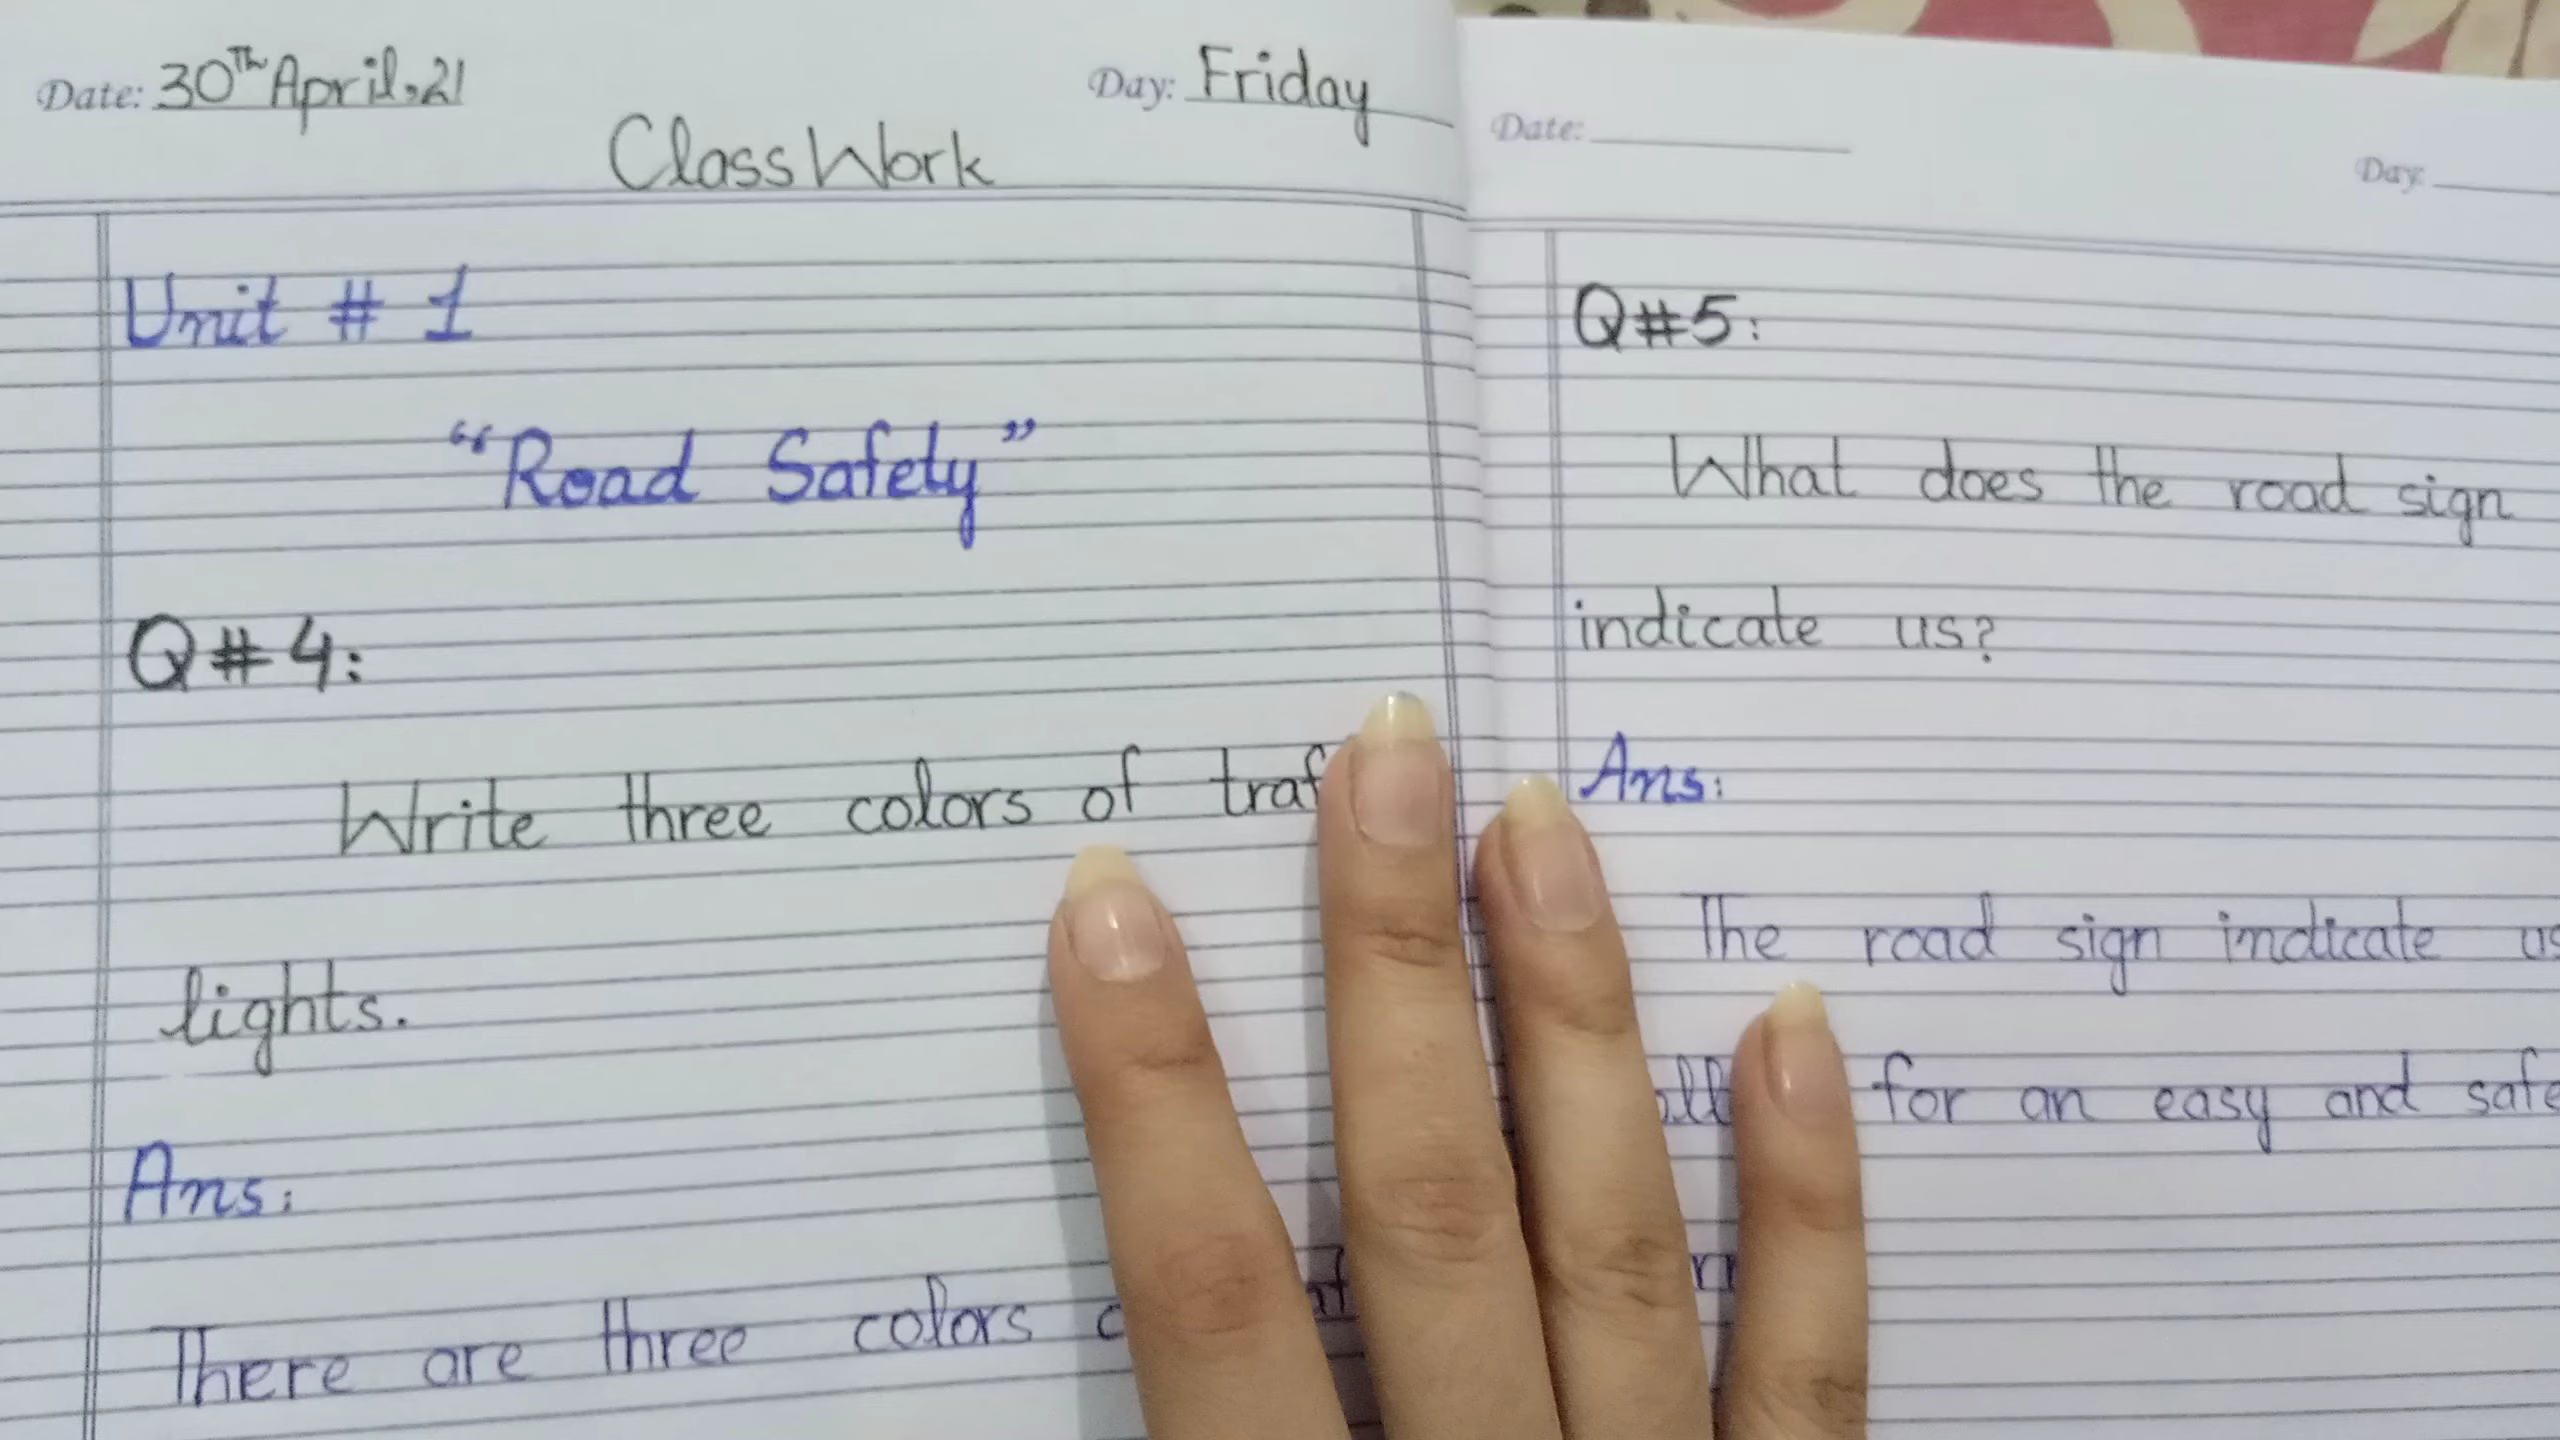 Date: 30Th April, 21
Day: Friday
Class Work
Unit # 1
"Road Safety"
Q # 4:
Write three colors of
lights.
Ans:
There are three colors
Date:
Day:
Q # 5:
What does the road sign
indicate us?
Ans:
The road sign indicate us
for an easy and safe